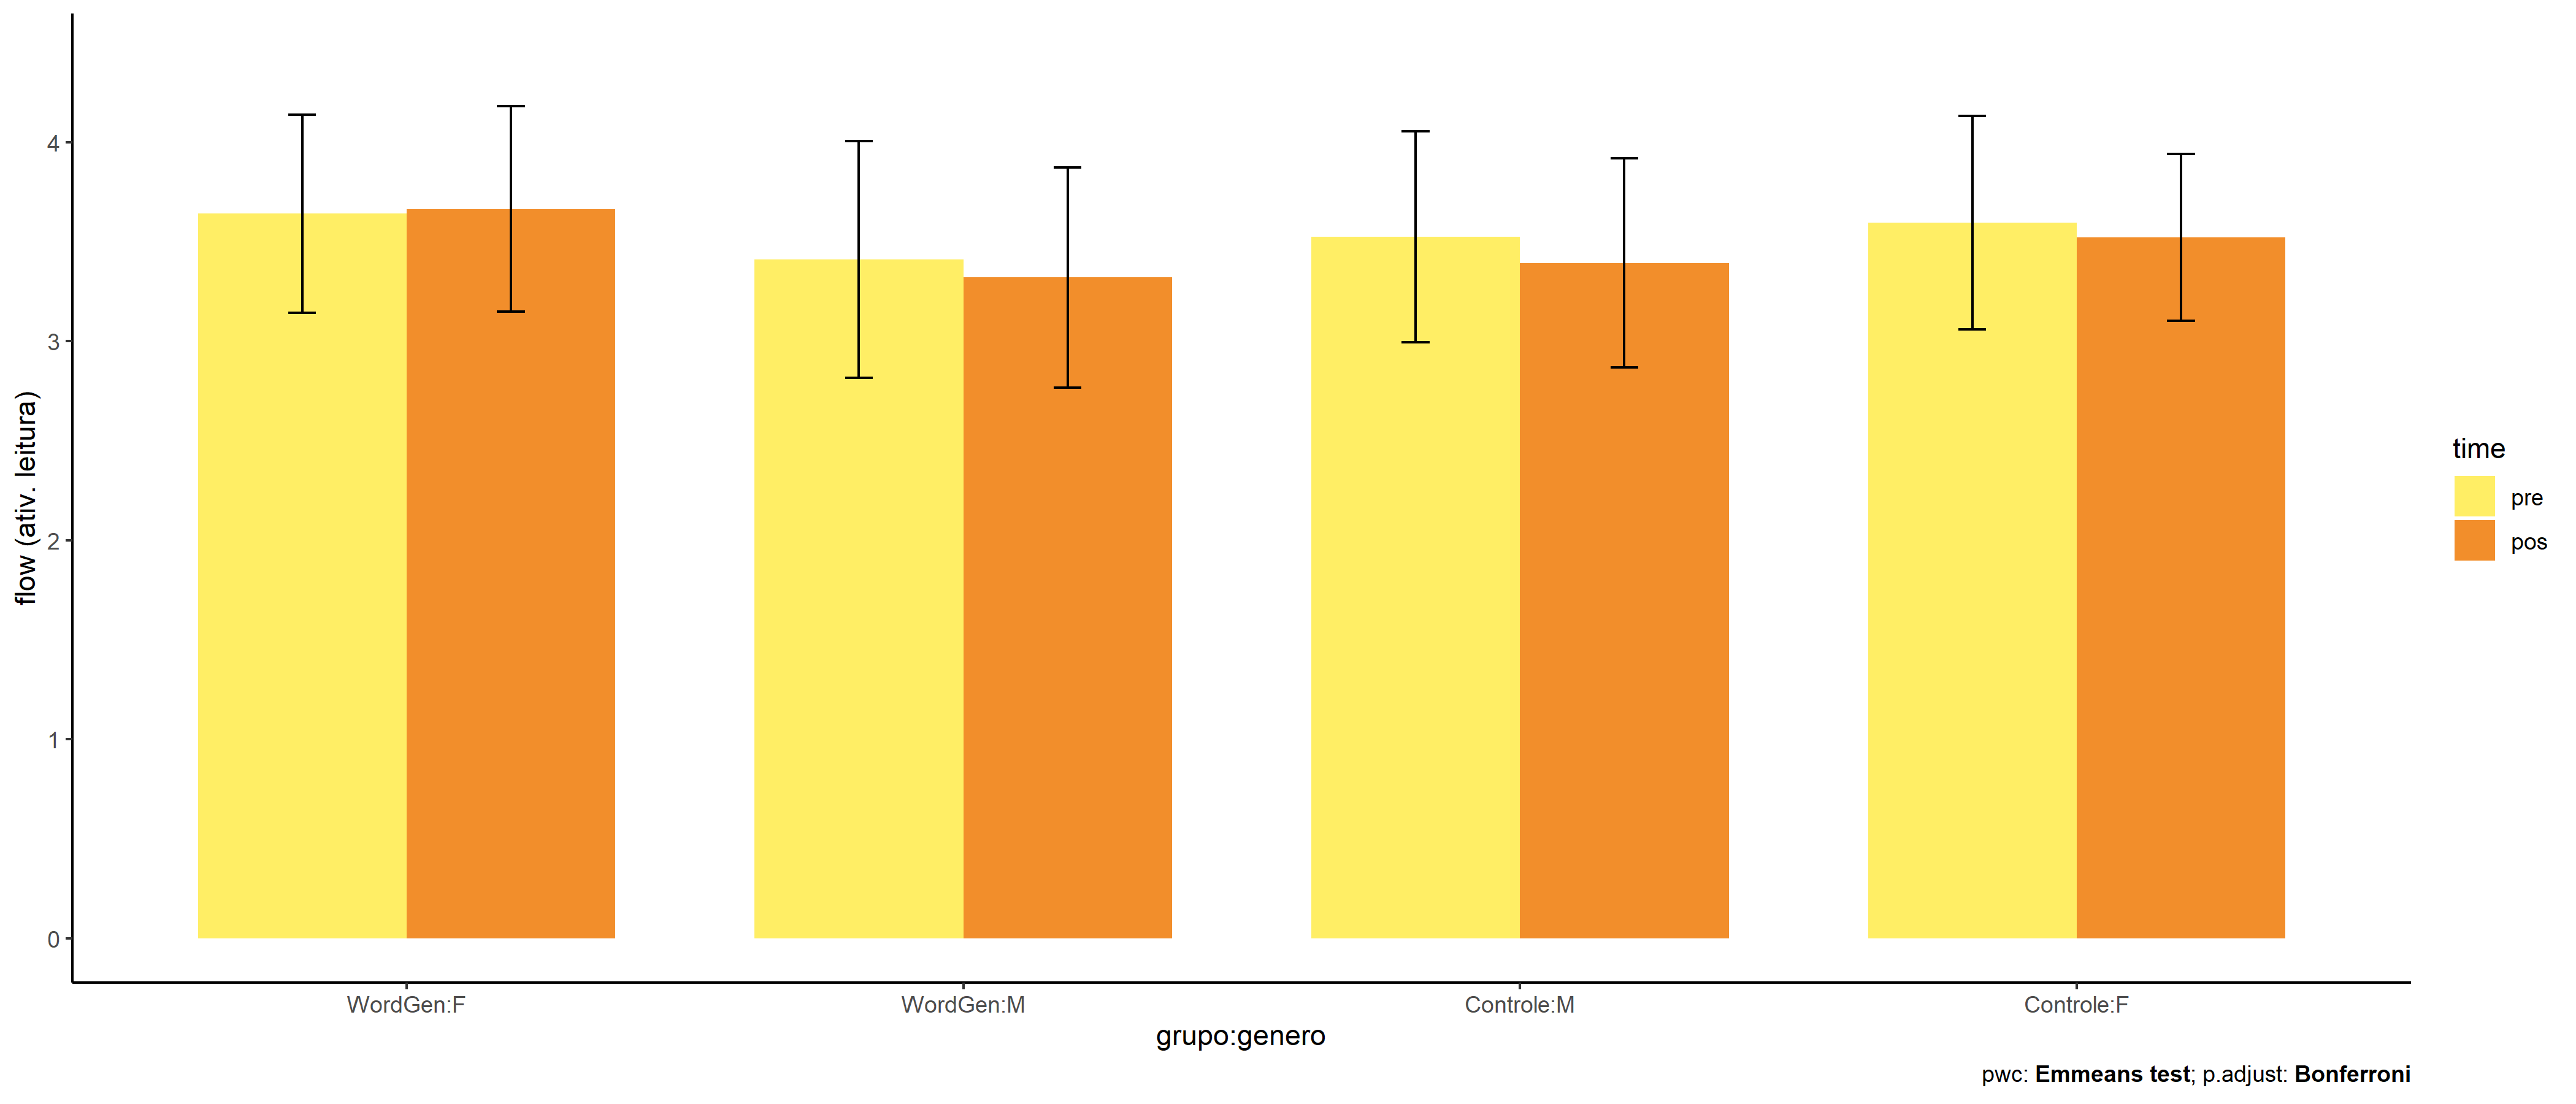 flow (ativ. leitura)
4
3
2
1
0
WordGen:F
WordGen:M
Controle:M
Controle:F
grupo:genero
time
pre
pos
pwc: Emmeans test; p.adjust: Bonferroni